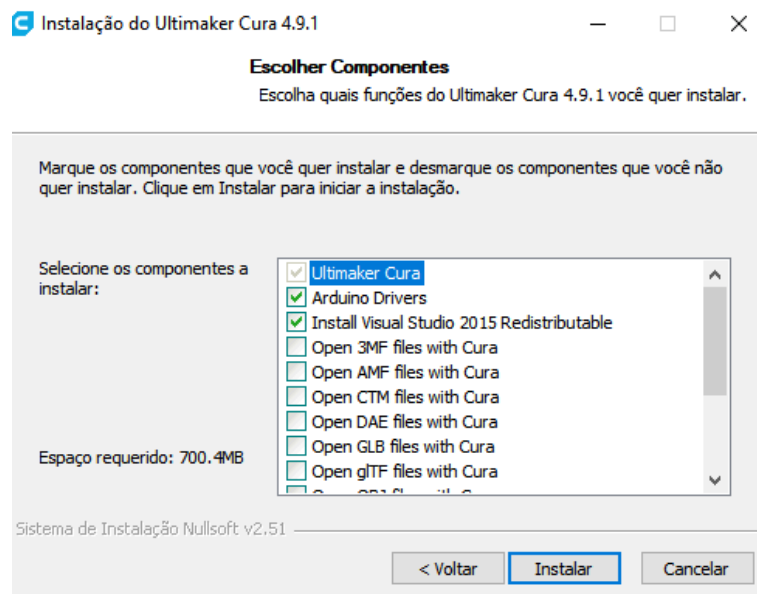 Instalação do Ultimaker Cura 4.9.1
Escolher Componentes
Escolha quais funções do Ultimaker Cura 4.9.1 você quer instalar.
Marque os componentes que você quer instalar e desmarque os componentes que você não
quer instalar. Clique em Instalar para iniciar a instalação.
Selecione os componentes a
instalar:
Ultimaker Cura
Arduino Drivers
Install Visual Studio 2015 Redistributable
Open 3MF files with Cura
Open AMF files with Cura
Open CTM files with Cura
Open DAE files with Cura
Open GLB files with Cura
Open glTF files with Cura
Espaço requerido: 700.4MB
Sistema de Instalação Nullsoft v2.51
< Voltar
Instalar
Cancelar